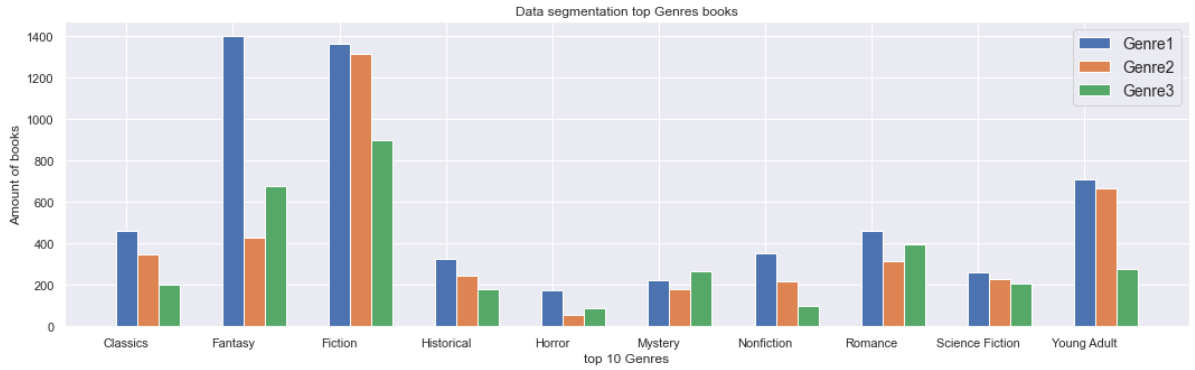 Data segmentation top Genres books
Amount of books
1400
1200
1000
800
600
400
200
0
Genre1
Genre2
Genre3
Classics Fantasy Fiction Historical Horror Mystery Nonfiction Romance Science Fiction Young Adult
top 10 Genres